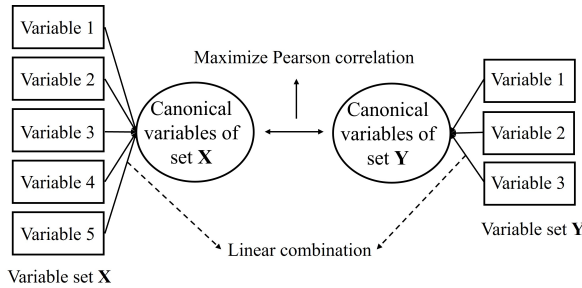 Variable 1
Variable 2
Variable 3
Variable 4
Variable 5
Variable set X
Canonical
variables of
set X
Maximize Pearson correlation
Linear combination
Canonical
variables of
set Y
Variable 1
Variable 2
Variable 3
Variable set Y